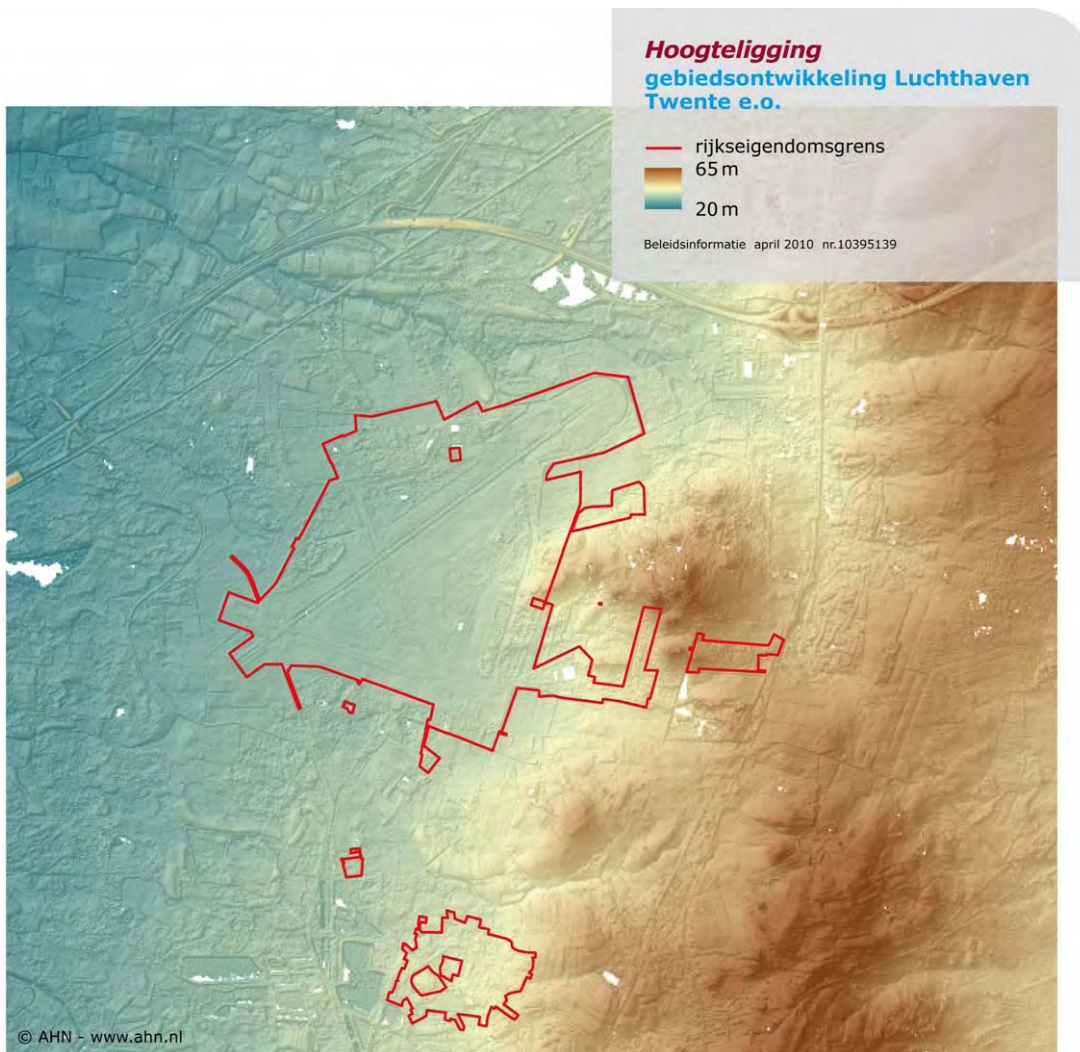 Hoogteligging
gebiedsontwikkeling Luchthaven
Twente e.o.
rijkseigendomsgrens
65 m
20 m
Beleidsinformatie april 2010 nr.10395139
© AHN - www.ahn.nl